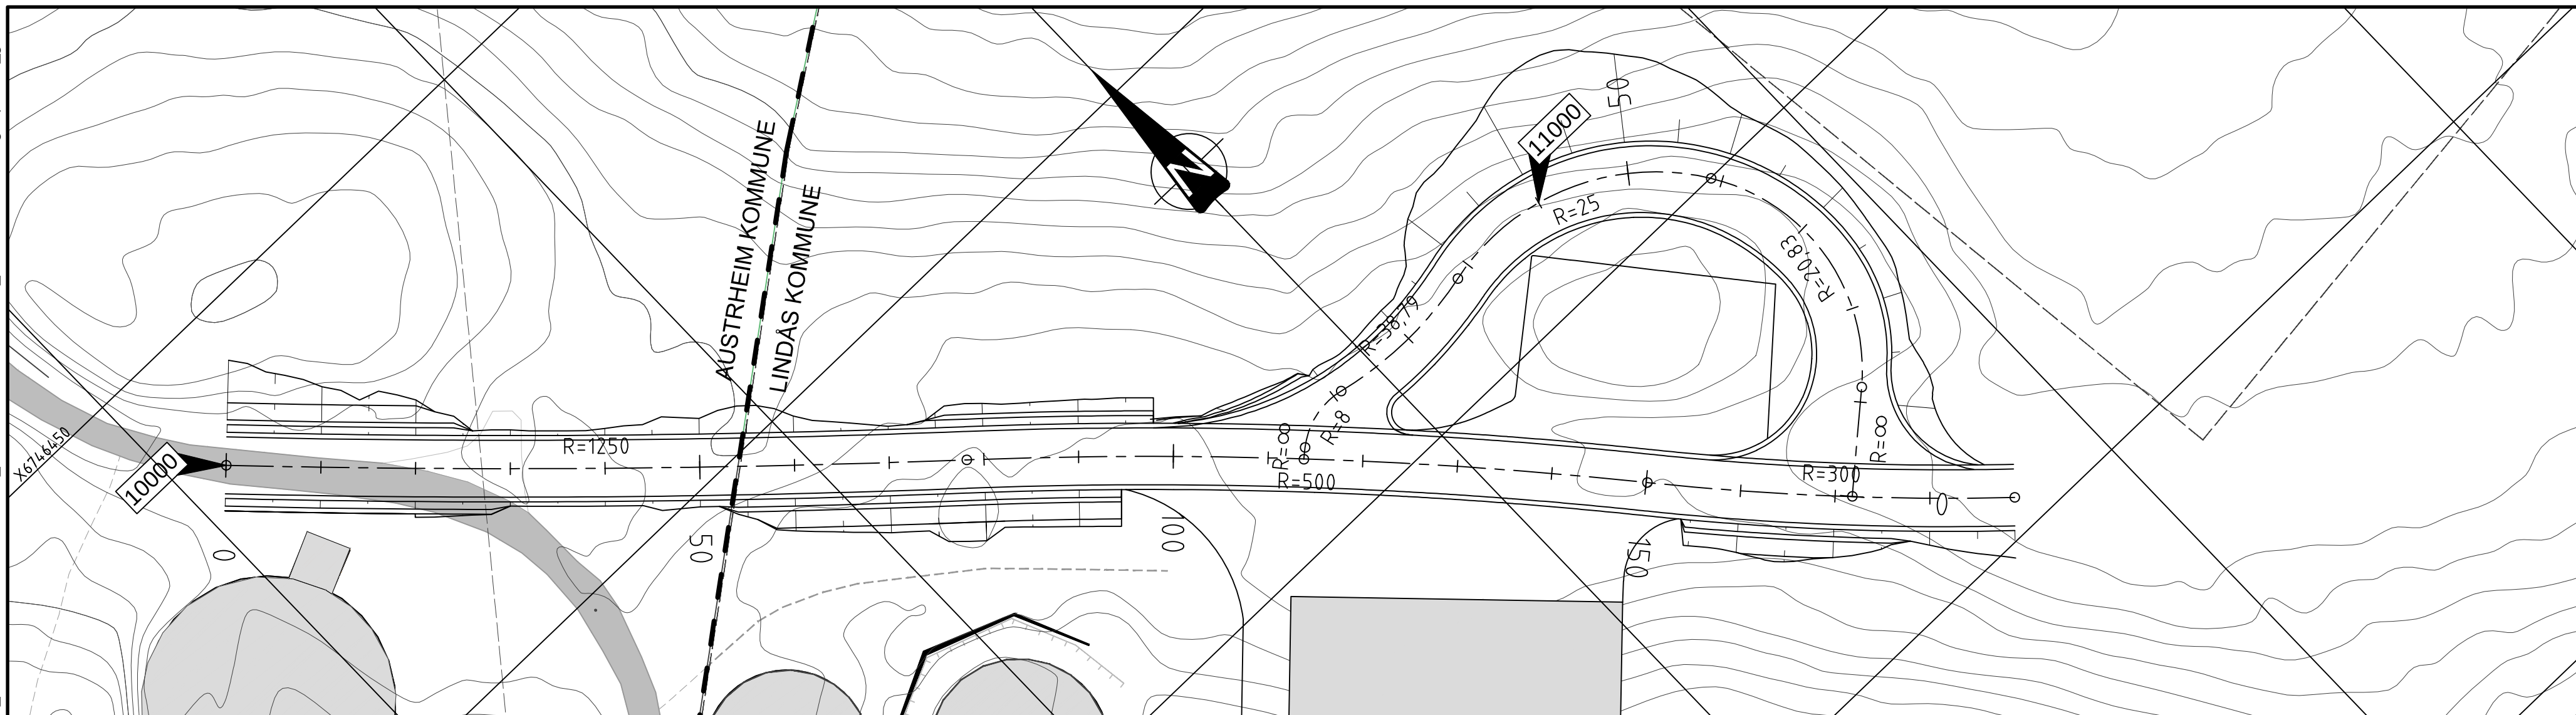 AUSTRHEIM KOMMUNE
LINDÅS KOMMUNE
N
11000
50
R=25
R=20.83
R=38.79
R=8
R=∞
R=∞
R=1250
R=500
R=300
X6746450
10000
0
50
100
150
0